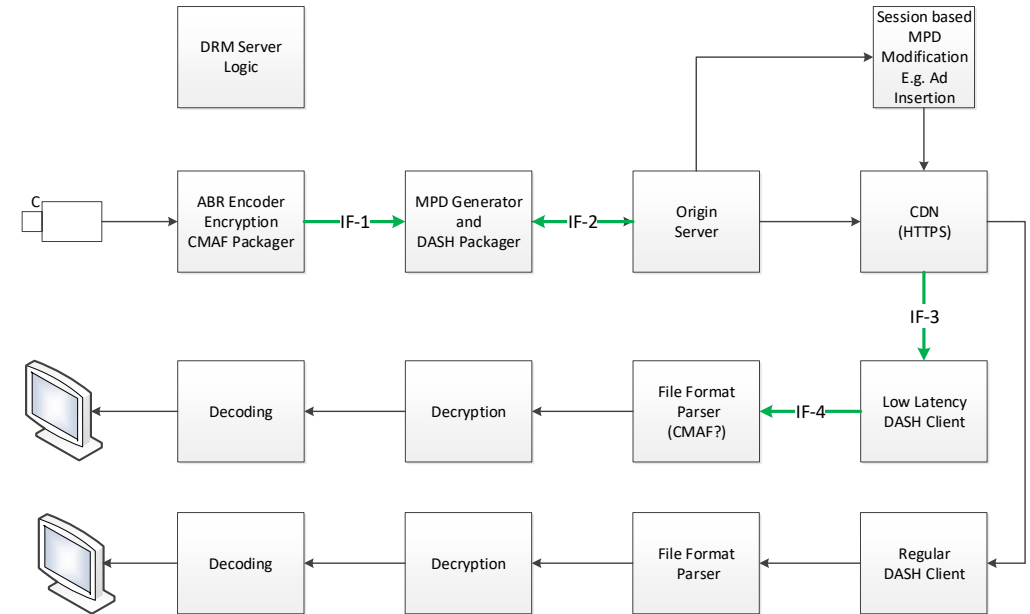 Session based
MPD
Modification
E.g. Ad
Insertion
DRM Server
Logic
C
ABR Encoder
Encryption
CMAF Packager
IF-1
MPD Generator
and
DASH Packager
IF-2
Origin
Server
CDN
(HTTPS)
IF-3
Decoding
Decryption
File Format
Parser
(CMAF?)
IF-4
Low Latency
DASH Client
Decoding
Decryption
File Format
Parser
Regular
DASH Client